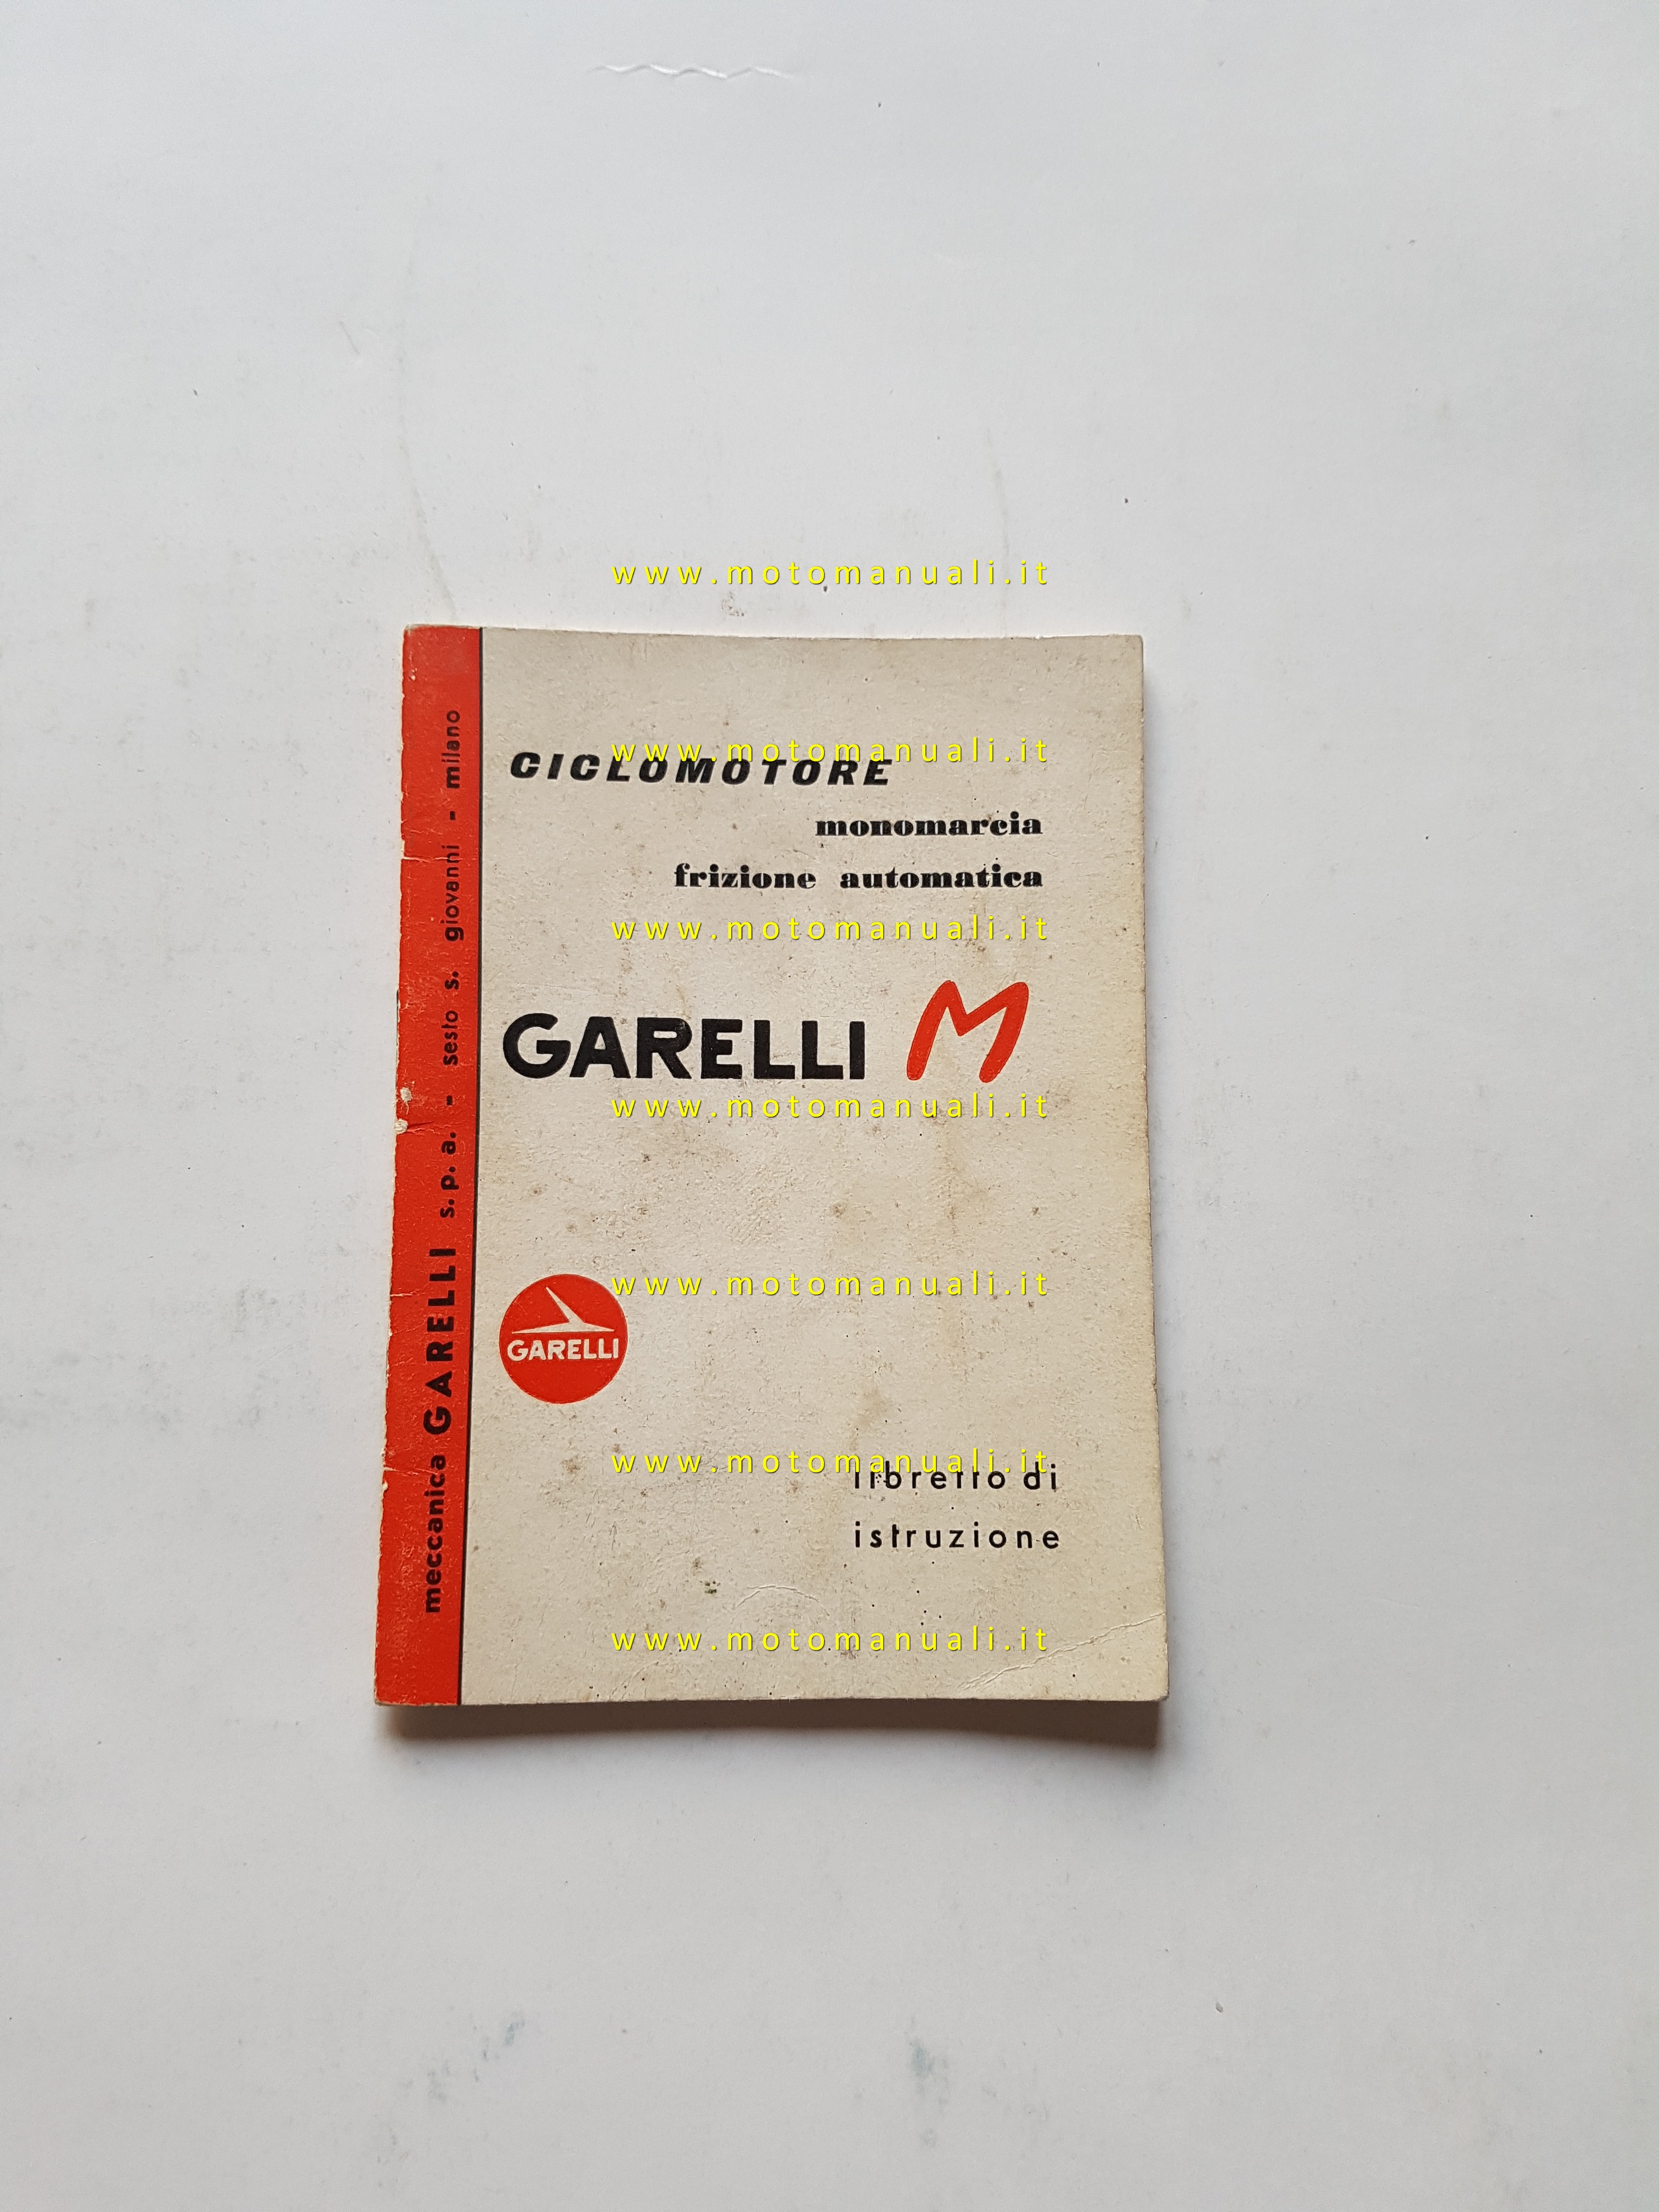 www.motomanuali.it
www.motomanuali.it
CICLOMOTORE
monomarcia
frizione automatica
www.motomanuali.it
GARELLI M
www.motomanuali.it
www.motomanuali.it
GARELLI
www.motomanuali.it
libretto di
istruzione
www.motomanuali.it
meccanica GARELLI s.p.a. - sesto s. giovanni - milano